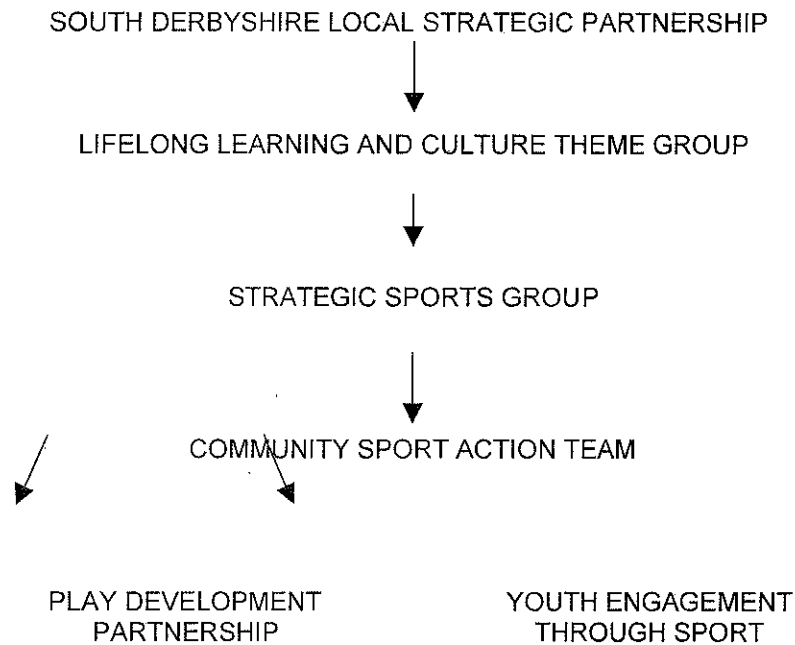 SOUTH DERBYSHIRE LOCAL STRATEGIC PARTNERSHIP
LIFELONG LEARNING AND CULTURE THEME GROUP
STRATEGIC SPORTS GROUP
COMMUNITY SPORT ACTION TEAM
PLAY DEVELOPMENT
PARTNERSHIP
YOUTH ENGAGEMENT
THROUGH SPORT